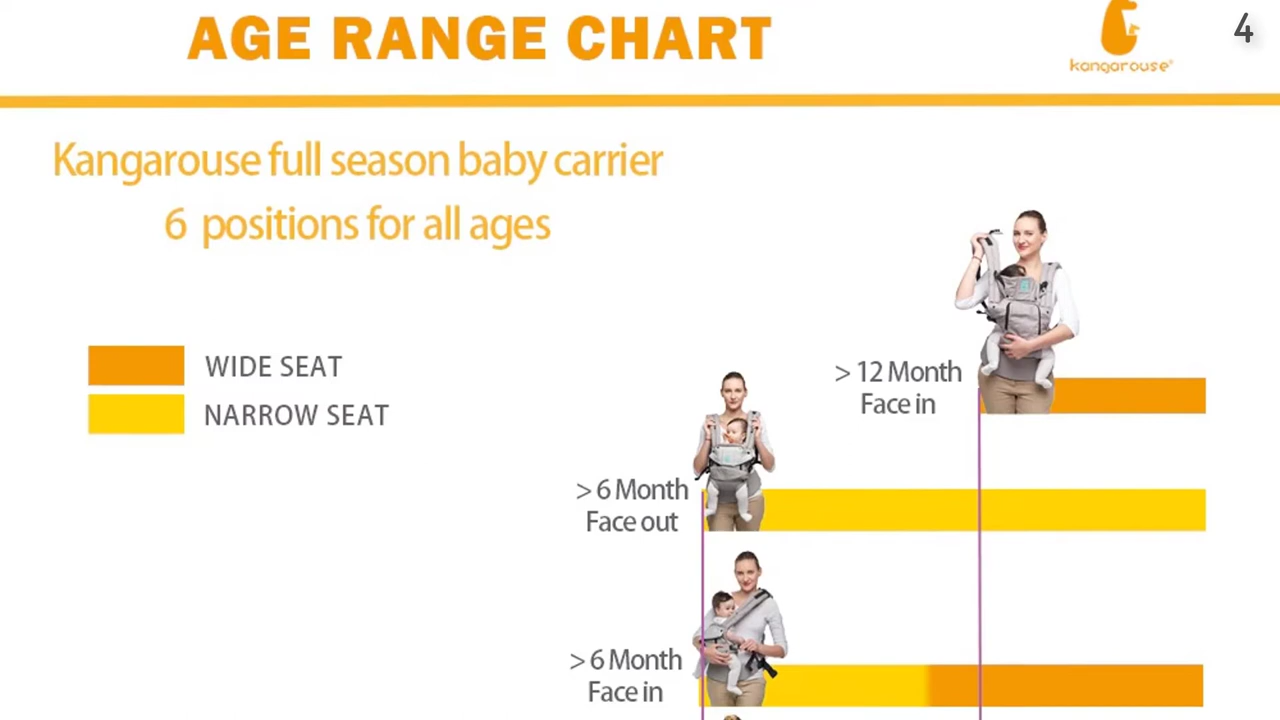 AGE RANGE CHART
kangarouse®
4
Kangarouse full season baby carrier
6 positions for all ages
WIDE SEAT
NARROW SEAT
> 12 Month
Face in
> 6 Month
Face out
> 6 Month
Face in